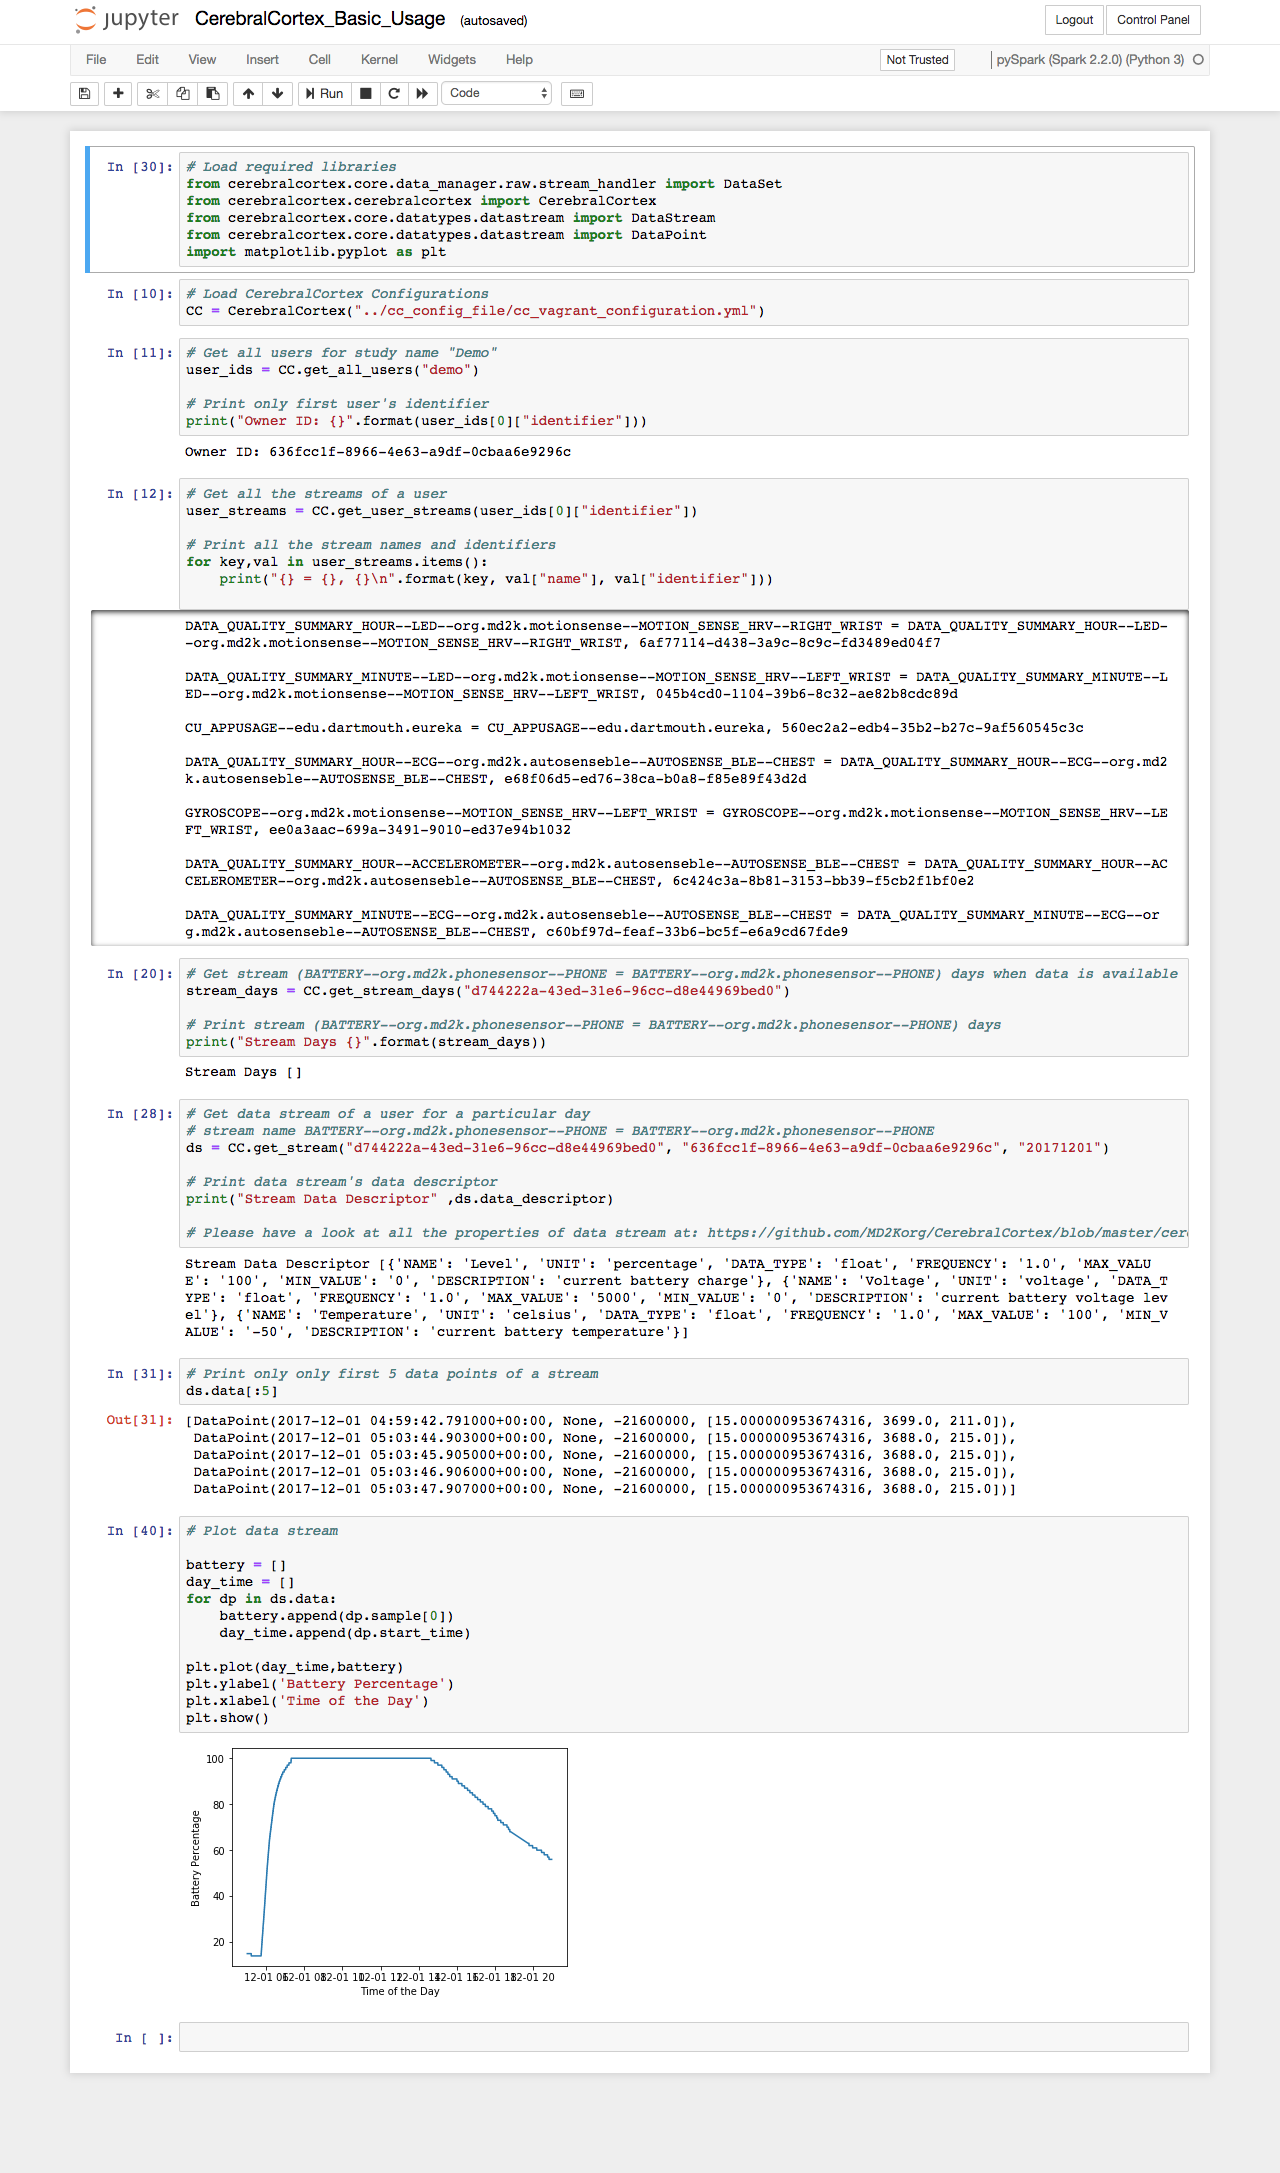 jupyter CerebralCortex_Basic_Usage (autosaved)
Logout Control Panel
File Edit View Insert Cell Kernel Widgets Help
Not Trusted pySpark (Spark 2.2.0) (Python 3)
Run Code
In [30]: # Load required libraries
from cerebralcortex.core.data_manager.raw.stream_handler import DataSet
from cerebralcortex.cerebralcortex import CerebralCortex
from cerebralcortex.core.datatypes.datastream import DataStream
from cerebralcortex.core.datatypes.datastream import DataPoint
import matplotlib.pyplot as plt
In [10]: # Load CerebralCortex Configurations
CC = CerebralCortex("../cc_config_file/cc_vagrant_configuration.yml")
In [11]: # Get all users for study name "Demo"
user_ids = CC.get_all_users("demo")
# Print only first user's identifier
print("Owner ID: {}".format(user_ids[0]["identifier"]))
Owner ID: 636fcc1f-8966-4e63-a9df-0cbaa6e9296c
In [12]: # Get all the streams of a user
user_streams = CC.get_user_streams(user_ids[0]["identifier"])
# Print all the stream names and identifiers
for key,val in user_streams.items():
    print("{} = {}, {}\n".format(key, val["name"], val["identifier"]))
DATA_QUALITY_SUMMARY_HOUR--LED--org.md2k.motionsense--MOTION_SENSE_HRV--RIGHT_WRIST = DATA_QUALITY_SUMMARY_HOUR--LED-
-org.md2k.motionsense--MOTION_SENSE_HRV--RIGHT_WRIST, 6af77114-d438-3a9c-8c9c-fd3489ed04f7
DATA_QUALITY_SUMMARY_MINUTE--LED--org.md2k.motionsense--MOTION_SENSE_HRV--LEFT_WRIST = DATA_QUALITY_SUMMARY_MINUTE--L
ED--org.md2k.motionsense--MOTION_SENSE_HRV--LEFT_WRIST, 045b4cd0-1104-39b6-8c32-ae82b8cdc89d
CU_APPUSAGE--edu.dartmouth.eureka = CU_APPUSAGE--edu.dartmouth.eureka, 560ec2a2-edb4-35b2-b27c-9af560545c3c
DATA_QUALITY_SUMMARY_HOUR--ECG--org.md2k.autosenseble--AUTOSENSE_BLE--CHEST = DATA_QUALITY_SUMMARY_HOUR--ECG--org.md2
k.autosenseble--AUTOSENSE_BLE--CHEST, e68f06d5-ed76-38ca-b0a8-f85e89f43d2d
GYROSCOPE--org.md2k.motionsense--MOTION_SENSE_HRV--LEFT_WRIST = GYROSCOPE--org.md2k.motionsense--MOTION_SENSE_HRV--LE
FT_WRIST, ee0a3aac-699a-3491-9010-ed37e94b1032
DATA_QUALITY_SUMMARY_HOUR--ACCELEROMETER--org.md2k.autosenseble--AUTOSENSE_BLE--CHEST = DATA_QUALITY_SUMMARY_HOUR--AC
CELEROMETER--org.md2k.autosenseble--AUTOSENSE_BLE--CHEST, 6c424c3a-8b81-3153-bb39-f5cb2f1bf0e2
DATA_QUALITY_SUMMARY_MINUTE--ECG--org.md2k.autosenseble--AUTOSENSE_BLE--CHEST = DATA_QUALITY_SUMMARY_MINUTE--ECG--or
g.md2k.autosenseble--AUTOSENSE_BLE--CHEST, c60bf97d-feaf-33b6-bc5f-e6a9cd67fde9
In [20]: # Get stream (BATTERY--org.md2k.phonesensor--PHONE = BATTERY--org.md2k.phonesensor--PHONE) days when data is available
stream_days = CC.get_stream_days("d744222a-43ed-31e6-96cc-d8e44969bed0")
# Print stream (BATTERY--org.md2k.phonesensor--PHONE = BATTERY--org.md2k.phonesensor--PHONE) days
print("Stream Days {}".format(stream_days))
Stream Days []
In [28]: # Get data stream of a user for a particular day
# stream name BATTERY--org.md2k.phonesensor--PHONE = BATTERY--org.md2k.phonesensor--PHONE
ds = CC.get_stream("d744222a-43ed-31e6-96cc-d8e44969bed0", "636fcc1f-8966-4e63-a9df-0cbaa6e9296c", "20171201")
# Print data stream's data descriptor
print("Stream Data Descriptor" ,ds.data_descriptor)
# Please have a look at all the properties of data stream at: https://github.com/MD2Korg/CerebralCortex/blob/master/cer
Stream Data Descriptor [{'NAME': 'Level', 'UNIT': 'percentage', 'DATA_TYPE': 'float', 'FREQUENCY': '1.0', 'MAX_VALU
E': '100', 'MIN_VALUE': '0', 'DESCRIPTION': 'current battery charge'}, {'NAME': 'Voltage', 'UNIT': 'voltage', 'DATA_T
YPE': 'float', 'FREQUENCY': '1.0', 'MAX_VALUE': '5000', 'MIN_VALUE': '0', 'DESCRIPTION': 'current battery voltage lev
el'}, {'NAME': 'Temperature', 'UNIT': 'celsius', 'DATA_TYPE': 'float', 'FREQUENCY': '1.0', 'MAX_VALUE': '100', 'MIN_V
ALUE': '-50', 'DESCRIPTION': 'current battery temperature'}]
In [31]: # Print only only first 5 data points of a stream
ds.data[:5]
Out[31]: [DataPoint(2017-12-01 04:59:42.791000+00:00, None, -21600000, [15.000000953674316, 3699.0, 211.0]),
DataPoint(2017-12-01 05:03:44.903000+00:00, None, -21600000, [15.000000953674316, 3688.0, 215.0]),
DataPoint(2017-12-01 05:03:45.905000+00:00, None, -21600000, [15.000000953674316, 3688.0, 215.0]),
DataPoint(2017-12-01 05:03:46.906000+00:00, None, -21600000, [15.000000953674316, 3688.0, 215.0]),
DataPoint(2017-12-01 05:03:47.907000+00:00, None, -21600000, [15.000000953674316, 3688.0, 215.0])]
In [40]: # Plot data stream
battery = []
day_time = []
for dp in ds.data:
    battery.append(dp.sample[0])
    day_time.append(dp.start_time)
plt.plot(day_time,battery)
plt.ylabel('Battery Percentage')
plt.xlabel('Time of the Day')
plt.show()
100
80
60
40
20
Battery Percentage
12-01 06 12-01 08 12-01 10 12-01 12 12-01 14 12-01 16 12-01 18 12-01 20
Time of the Day
In [ ]: